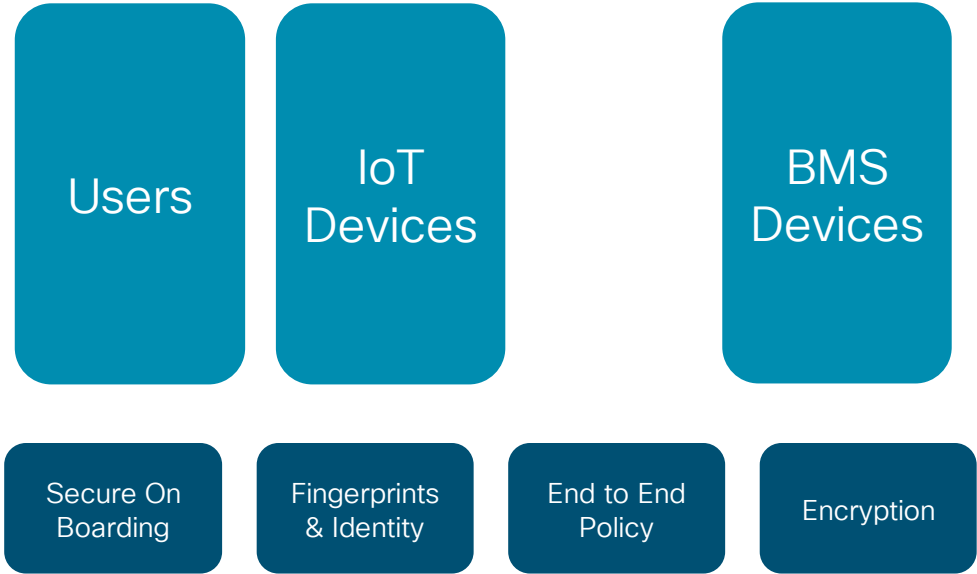 Users
IoT
Devices
BMS
Devices
Secure On
Boarding
Fingerprints
& Identity
End to End
Policy
Encryption